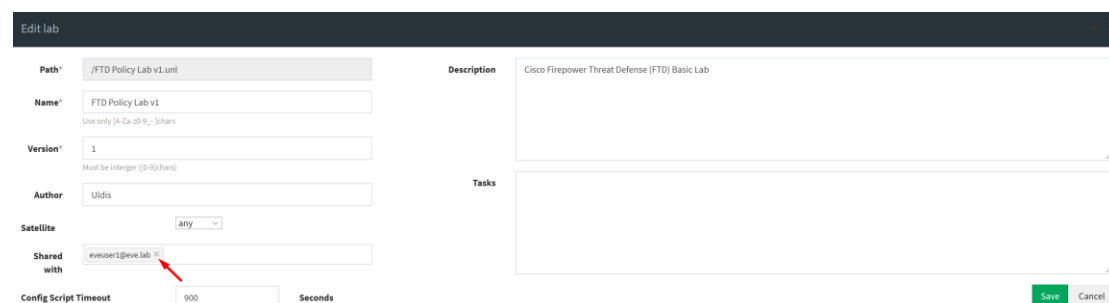 Edit lab
Path*
/FTD Policy Lab v1.unl
Name*
FTD Policy Lab v1
Use only [A-Za-z0-9_- ]chars
Version*
1
Must be interger ([0-9]chars)
Author
Uldis
Satellite
any
Shared
with
eveuser1@eve.lab ×
Config Script Timeout
900
Seconds
Description
Cisco Firepower Threat Defense (FTD) Basic Lab
Tasks
Save
Cancel